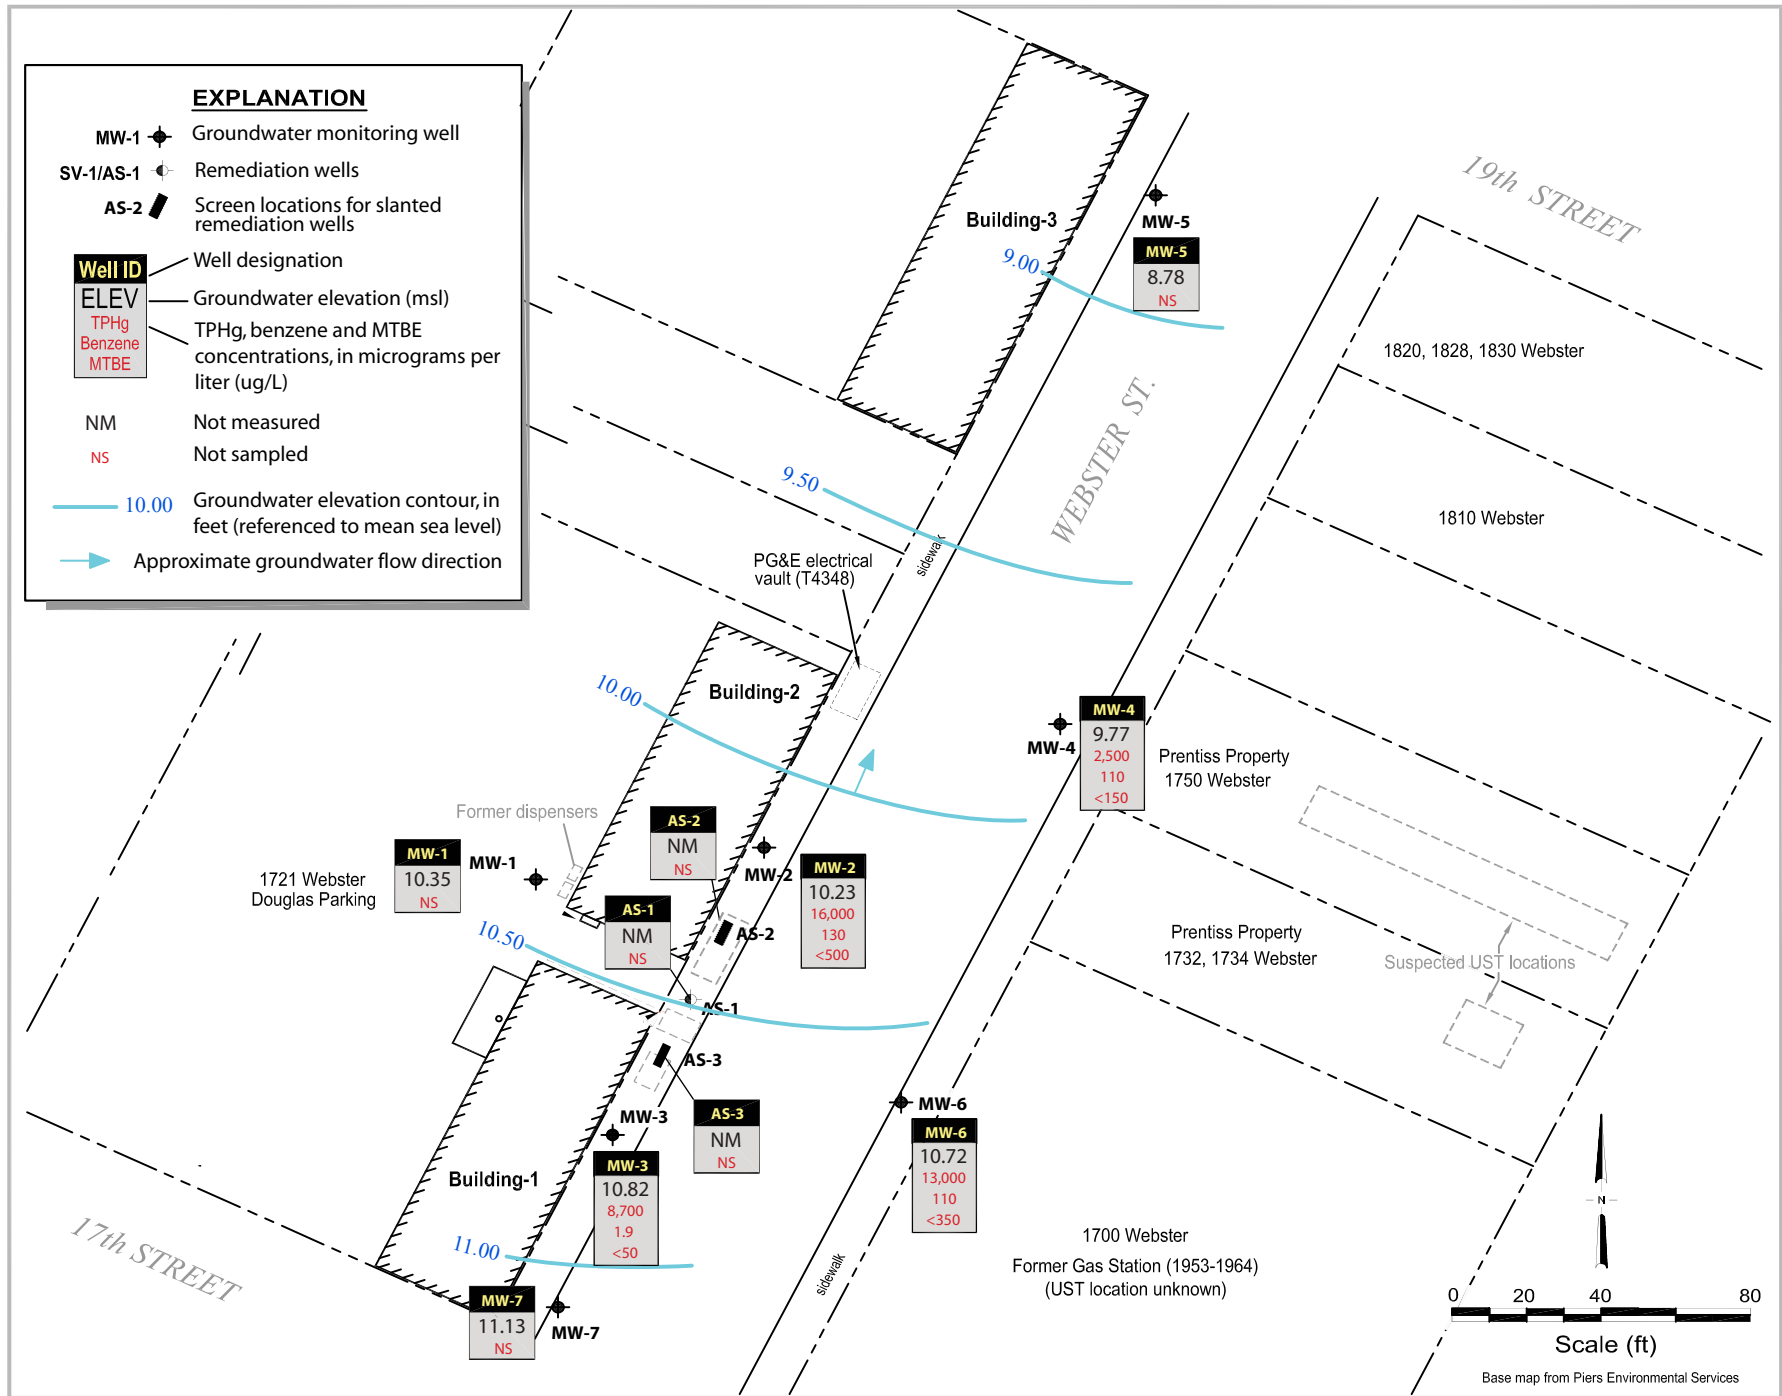 EXPLANATION
MW-1
Groundwater monitoring well
SV-1/AS-1
Remediation wells
AS-2
Screen locations for slanted
remediation wells
Well ID
ELEV
TPHg
Benzene
MTBE
Well designation
Groundwater elevation (msl)
TPHg, benzene and MTBE
concentrations, in micrograms per
liter (ug/L)
NM
Not measured
NS
Not sampled
10.00
Groundwater elevation contour, in
feet (referenced to mean sea level)
Approximate groundwater flow direction
Building-3
MW-5
MW-5
8.78
NS
19th STREET
9.00
1820, 1828, 1830 Webster
WEBSTER ST.
9.50
1810 Webster
sidewalk
PG&E electrical
vault (T4348)
10.00
Building-2
MW-4
MW-4
9.77
2,500
110
<150
Prentiss Property
1750 Webster
Former dispensers
AS-2
NM
NS
MW-1
10.35
NS
MW-1
1721 Webster
Douglas Parking
MW-2
MW-2
10.23
16,000
130
<500
AS-1
NM
NS
AS-2
10.50
Prentiss Property
1732, 1734 Webster
Suspected UST locations
AS-1
AS-3
AS-3
NM
NS
MW-3
MW-3
10.82
8,700
1.9
<50
MW-6
MW-6
10.72
13,000
110
<350
Building-1
17th STREET
11.00
MW-7
11.13
NS
MW-7
sidewalk
1700 Webster
Former Gas Station (1953-1964)
(UST location unknown)
N
0 20 40 80
Scale (ft)
Base map from Piers Environmental Services